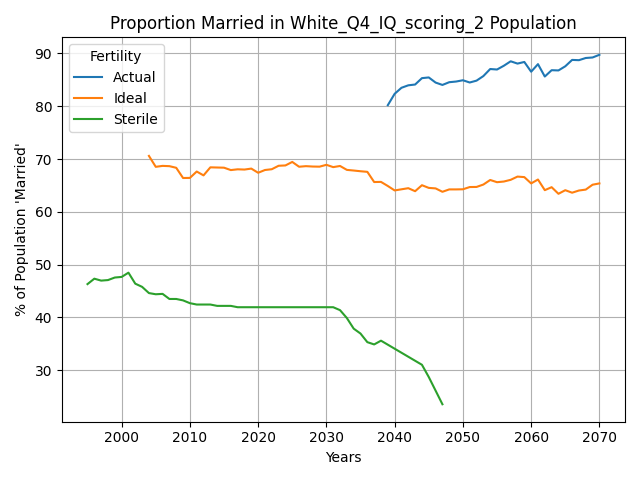 Proportion Married in White_Q4_IQ_scoring_2 Population
% of Population 'Married'
90
80
70
60
50
40
30
Fertility
Actual
Ideal
Sterile
2000 2010 2020 2030 2040 2050 2060 2070
Years